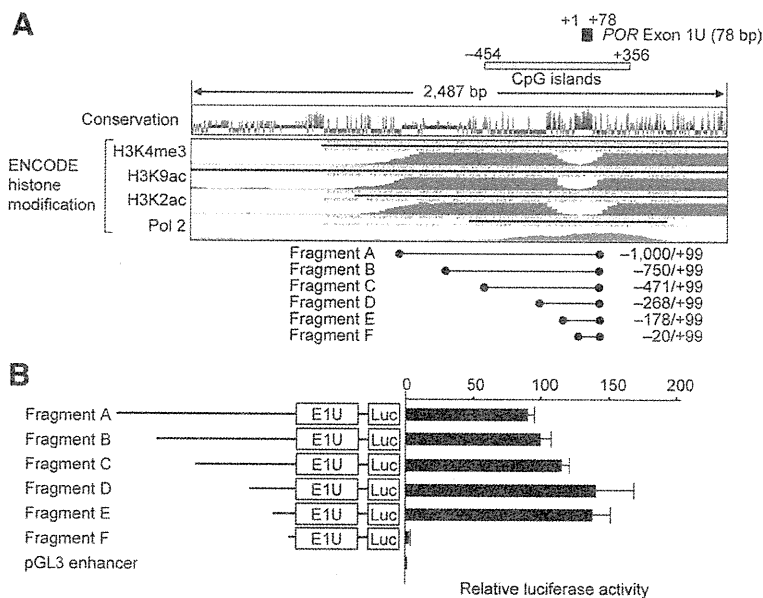 A
+1 +78
POR Exon 1U (78 bp)
–454 +356
CpG islands
2,487 bp
Conservation
ENCODE histone modification
H3K4me3
H3K9ac
H3K2ac
Pol 2
Fragment A –1,000/+99
Fragment B –750/+99
Fragment C –471/+99
Fragment D –268/+99
Fragment E –178/+99
Fragment F –20/+99
B
0 50 100 150 200
Fragment A E1U Luc
Fragment B E1U Luc
Fragment C E1U Luc
Fragment D E1U Luc
Fragment E E1U Luc
Fragment F E1U Luc
pGL3 enhancer
Relative luciferase activity